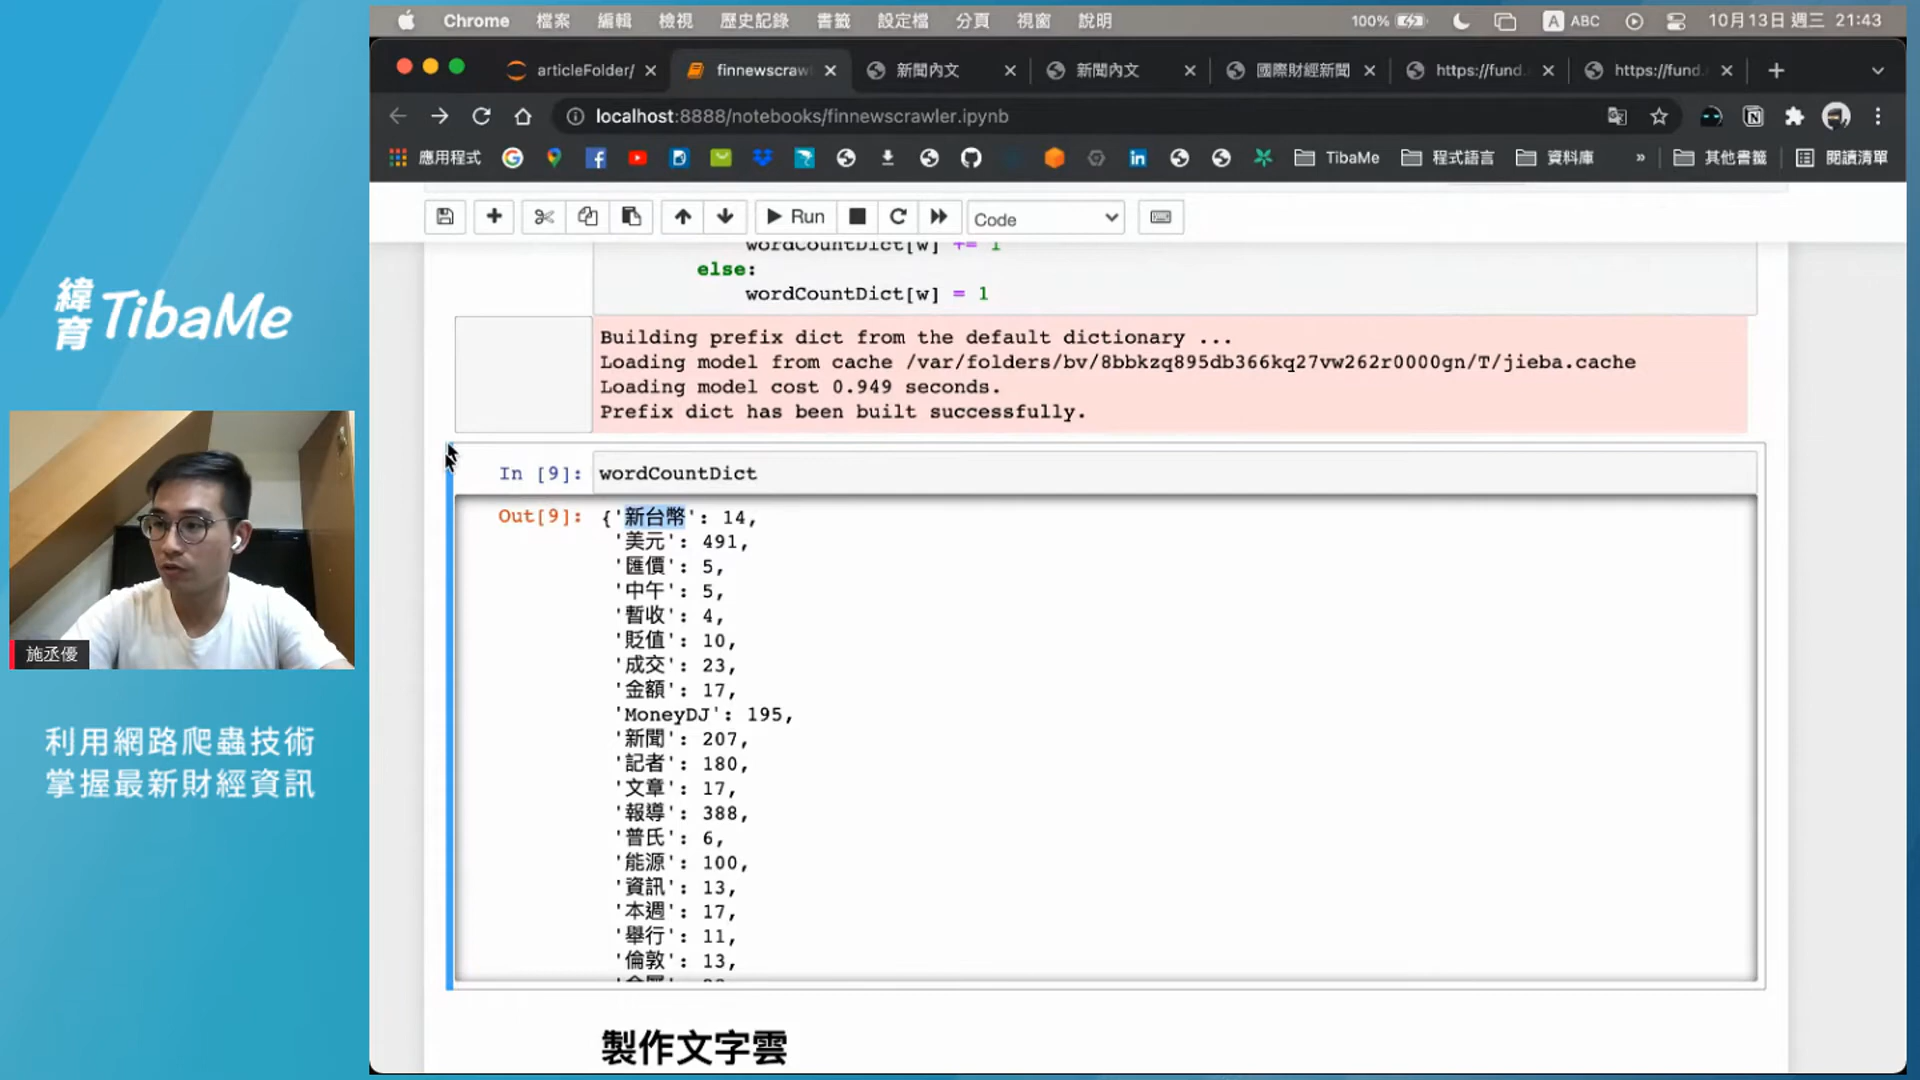 Chrome 檔案 編輯 檢視 歷史記錄 書籤 設定檔 分頁 視窗 說明 100% A ABC 10月13日 週三 21:43
articleFolder/ finnewscrawl 新聞內文 新聞內文 國際財經新聞 https://fund. https://fund.
localhost:8888/notebooks/finnewscrawler.ipynb
應用程式 TibaMe 程式語言 資料庫 » 其他書籤 閱讀清單
Run Code
wordCountDict[w] += 1
else:
wordCountDict[w] = 1
Building prefix dict from the default dictionary ...
Loading model from cache /var/folders/bv/8bbkzq895db366kq27vw262r0000gn/T/jieba.cache
Loading model cost 0.949 seconds.
Prefix dict has been built successfully.
In [9]: wordCountDict
Out[9]: {'新台幣': 14,
'美元': 491,
'匯價': 5,
'中午': 5,
'暫收': 4,
'貶值': 10,
'成交': 23,
'金額': 17,
'MoneyDJ': 195,
'新聞': 207,
'記者': 180,
'文章': 17,
'報導': 388,
'普氏': 6,
'能源': 100,
'資訊': 13,
'本週': 17,
'舉行': 11,
'倫敦': 13,
製作文字雲
緯育 TibaMe
施丞優
利用網路爬蟲技術
掌握最新財經資訊